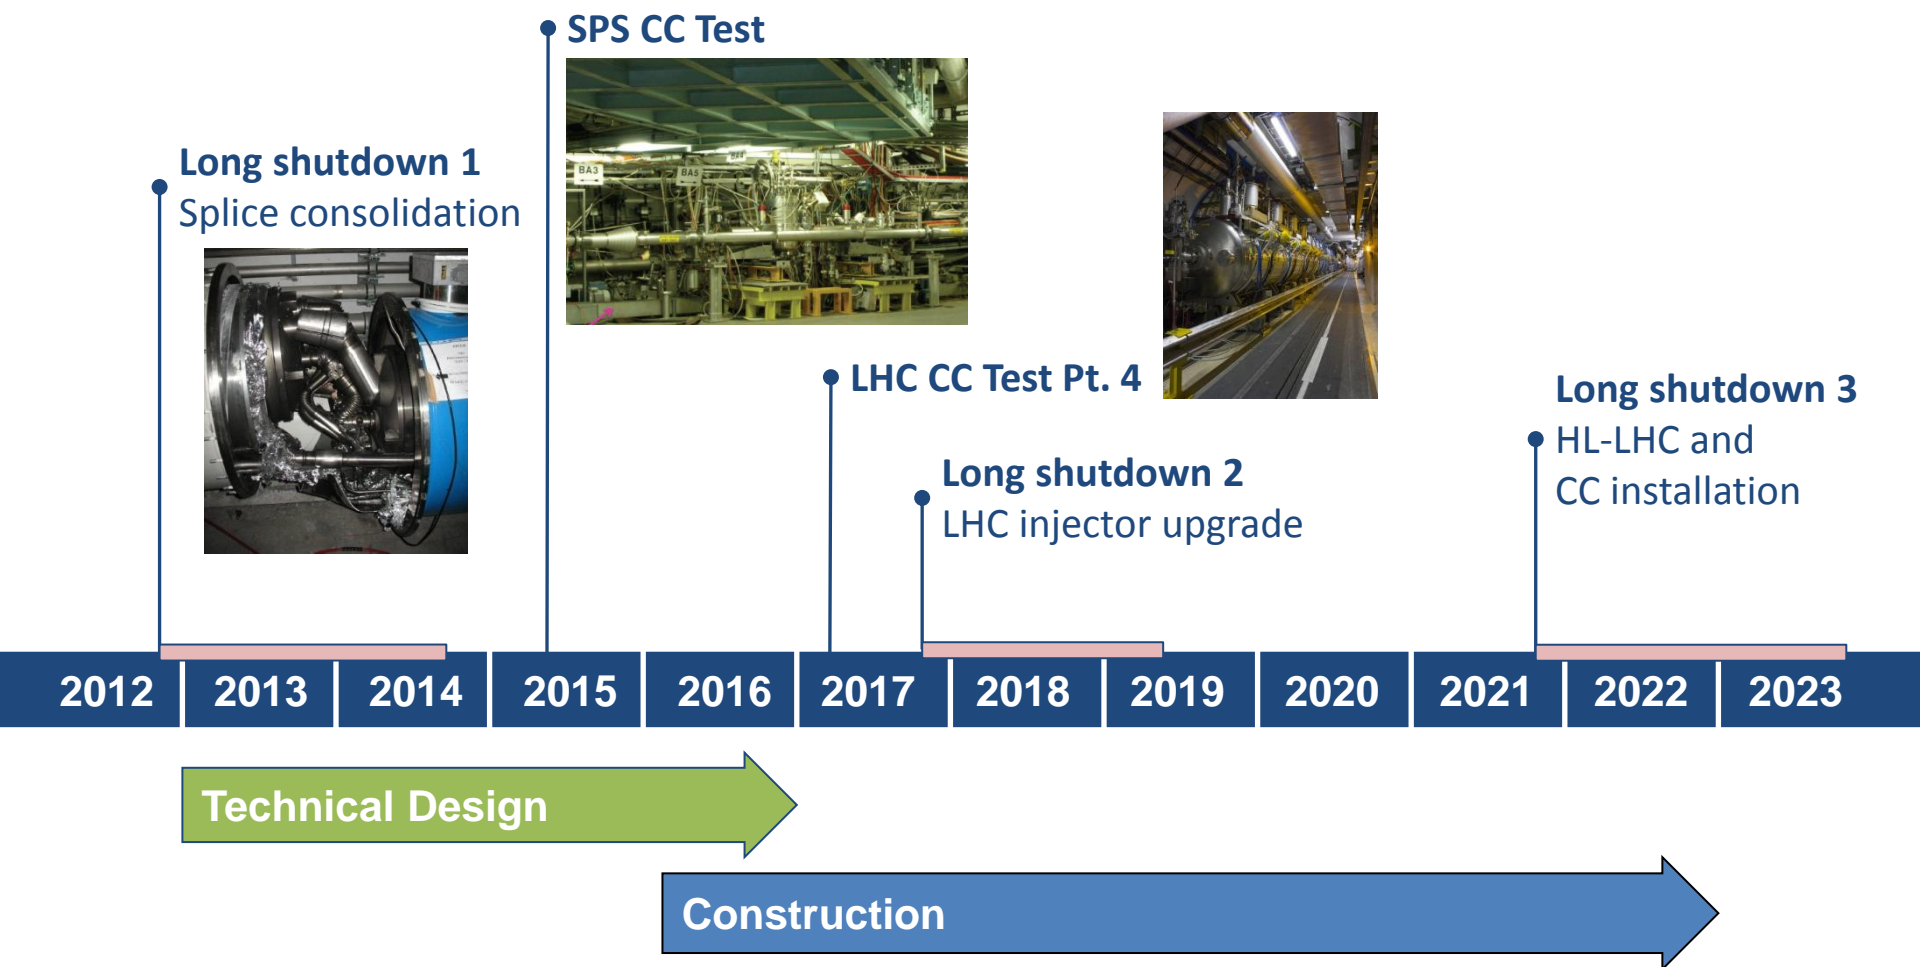 SPS CC Test
BA3
BA5
Long shutdown 1
Splice consolidation
LHC CC Test Pt. 4
Long shutdown 2
LHC injector upgrade
Long shutdown 3
HL-LHC and
CC installation
2012 2013 2014 2015 2016 2017 2018 2019 2020 2021 2022 2023
Technical Design
Construction